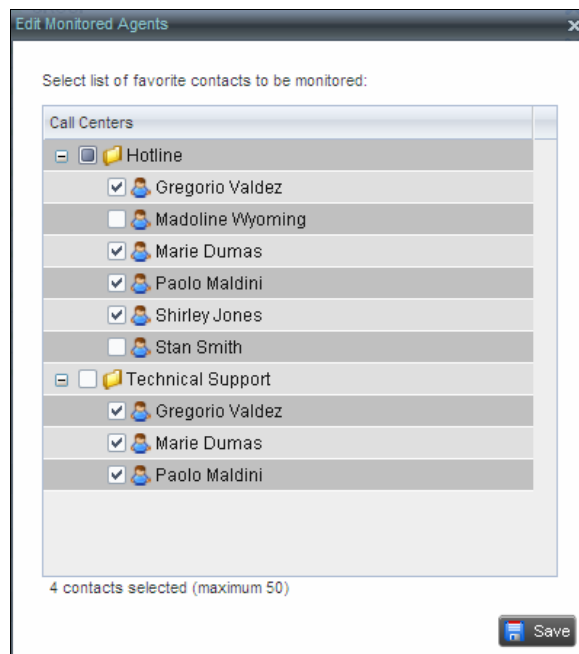 Edit Monitored Agents
Select list of favorite contacts to be monitored:
Call Centers
Hotline
Gregorio Valdez
Madoline Wyoming
Marie Dumas
Paolo Maldini
Shirley Jones
Stan Smith
Technical Support
Gregorio Valdez
Marie Dumas
Paolo Maldini
4 contacts selected (maximum 50)
Save